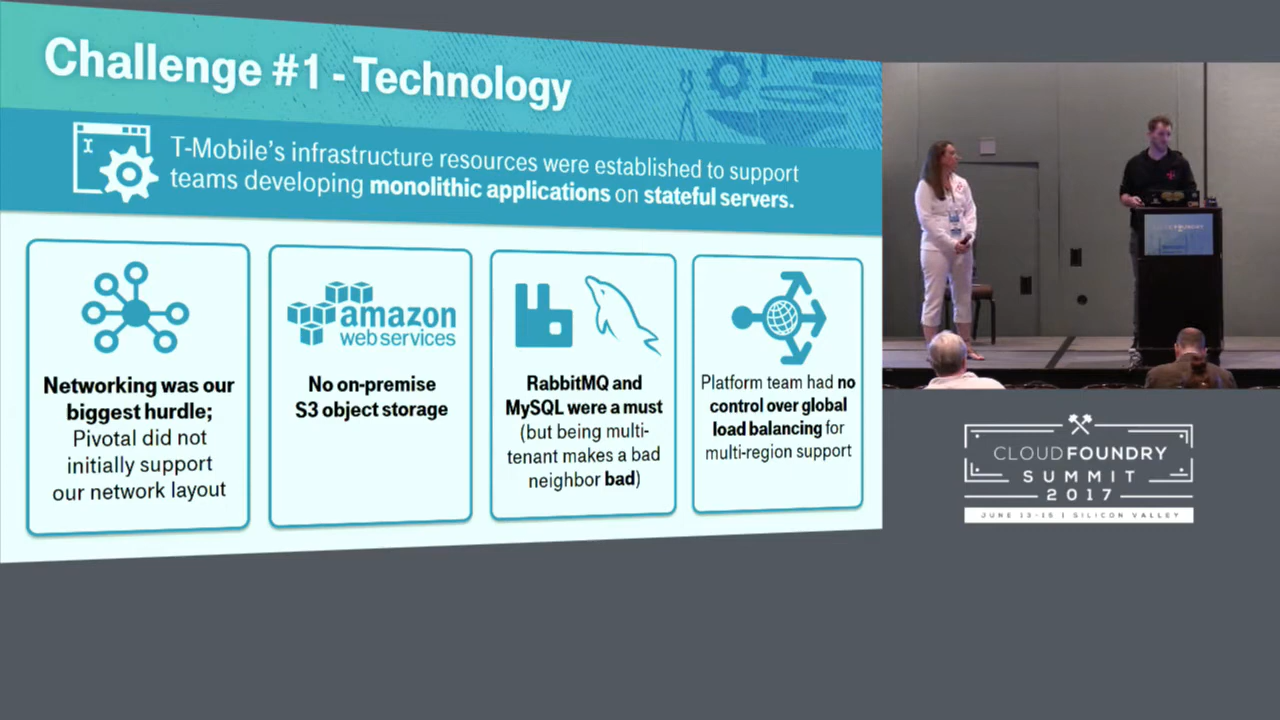 Challenge #1 - Technology
T-Mobile's infrastructure resources were established to support
teams developing monolithic applications on stateful servers.
Networking was our
biggest hurdle;
Pivotal did not
initially support
our network layout
amazon
webservices
No on-premise
S3 object storage
RabbitMQ and
MySQL were a must
(but being multi-
tenant makes a bad
neighbor bad)
Platform team had no
control over global
load balancing for
multi-region support
CLOUD FOUNDRY
SUMMIT
2017
JUNE 13-15 | SILICON VALLEY